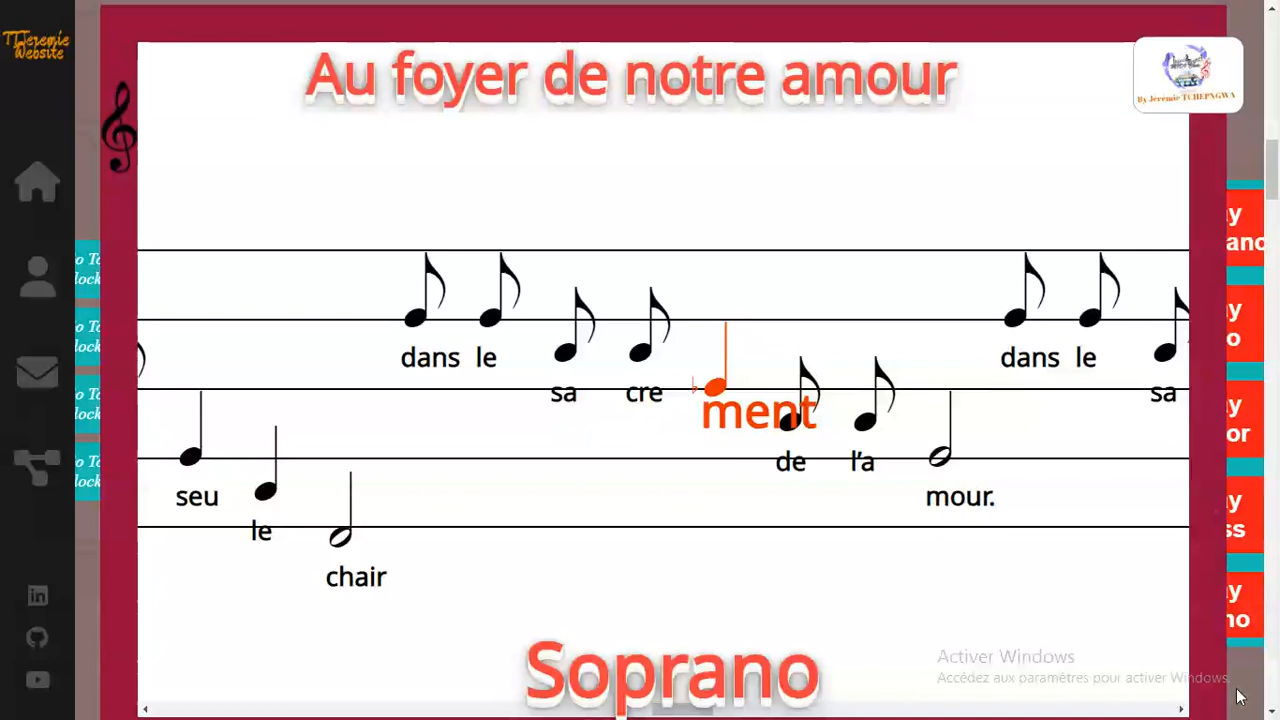 TTJeremie
Website
Au foyer de notre amour
By Jeremie TCHEPNGWA
dans le
sa cre
ment
de l'a
mour.
dans le
sa
seu
le
chair
Soprano
Activer Windows
Accédez aux paramètres pour activer Windows.